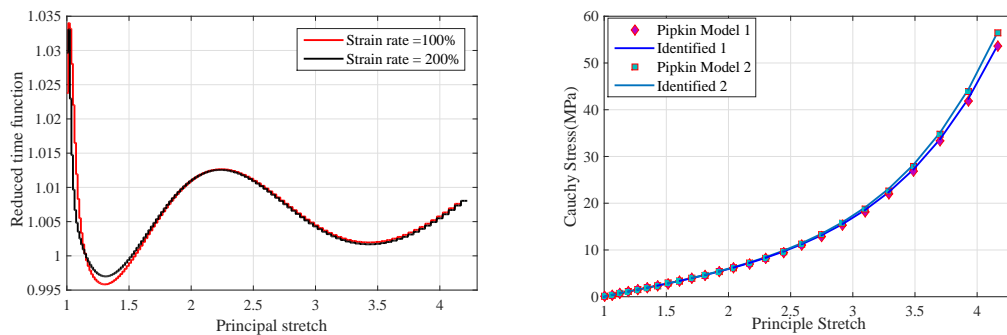 1.035
1.03
1.025
1.02
1.015
1.01
1.005
1
0.995
Reduced time function
1 1.5 2 2.5 3 3.5 4
Principal stretch
Strain rate =100%
Strain rate = 200%
60
50
40
30
20
10
0
Cauchy Stress(MPa)
1 1.5 2 2.5 3 3.5 4
Principle Stretch
Pipkin Model 1
Identified 1
Pipkin Model 2
Identified 2